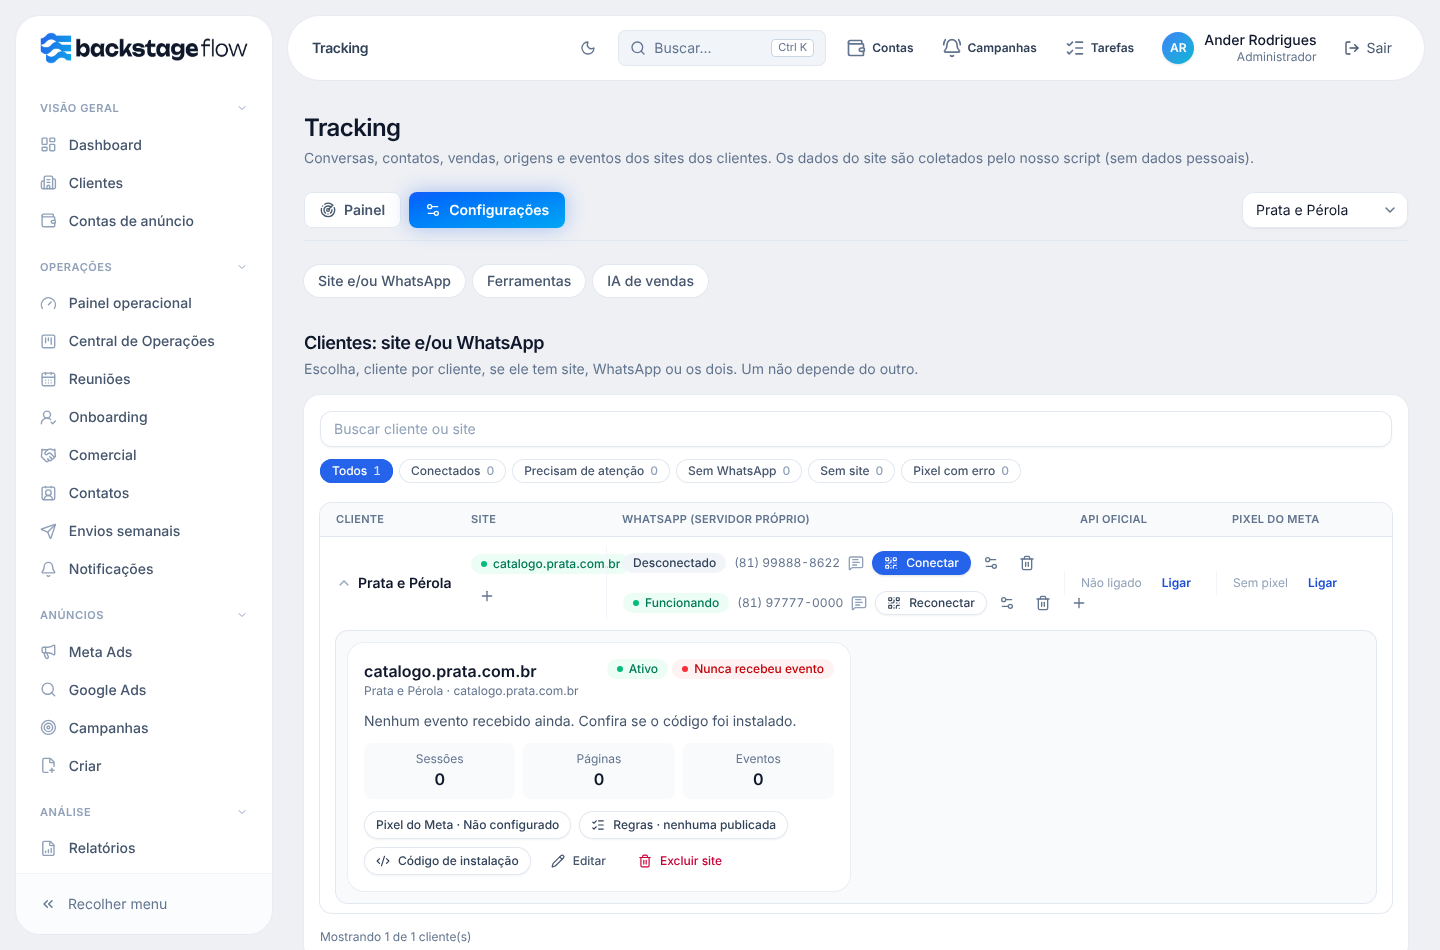 backstageflow
VISÃO GERAL
Dashboard
Clientes
Contas de anúncio
OPERAÇÕES
Painel operacional
Central de Operações
Reuniões
Onboarding
Comercial
Contatos
Envios semanais
Notificações
ANÚNCIOS
Meta Ads
Google Ads
Campanhas
Criar
ANÁLISE
Relatórios
Recolher menu
Tracking
Buscar... Ctrl K
Contas
Campanhas
Tarefas
AR
Ander Rodrigues
Administrador
Sair
Tracking
Conversas, contatos, vendas, origens e eventos dos sites dos clientes. Os dados do site são coletados pelo nosso script (sem dados pessoais).
Painel Configurações Prata e Pérola
Site e/ou WhatsApp Ferramentas IA de vendas
Clientes: site e/ou WhatsApp
Escolha, cliente por cliente, se ele tem site, WhatsApp ou os dois. Um não depende do outro.
Buscar cliente ou site
Todos 1 Conectados 0 Precisam de atenção 0 Sem WhatsApp 0 Sem site 0 Pixel com erro 0
CLIENTE SITE WHATSAPP (SERVIDOR PRÓPRIO) API OFICIAL PIXEL DO META
Prata e Pérola
catalogo.prata.com.br
Desconectado (81) 99888-8622 Conectar
Funcionando (81) 97777-0000 Reconectar
Não ligado Ligar
Sem pixel Ligar
catalogo.prata.com.br Ativo Nunca recebeu evento
Prata e Pérola · catalogo.prata.com.br
Nenhum evento recebido ainda. Confira se o código foi instalado.
Sessões Páginas Eventos
0 0 0
Pixel do Meta · Não configurado Regras · nenhuma publicada
Código de instalação Editar Excluir site
Mostrando 1 de 1 cliente(s)